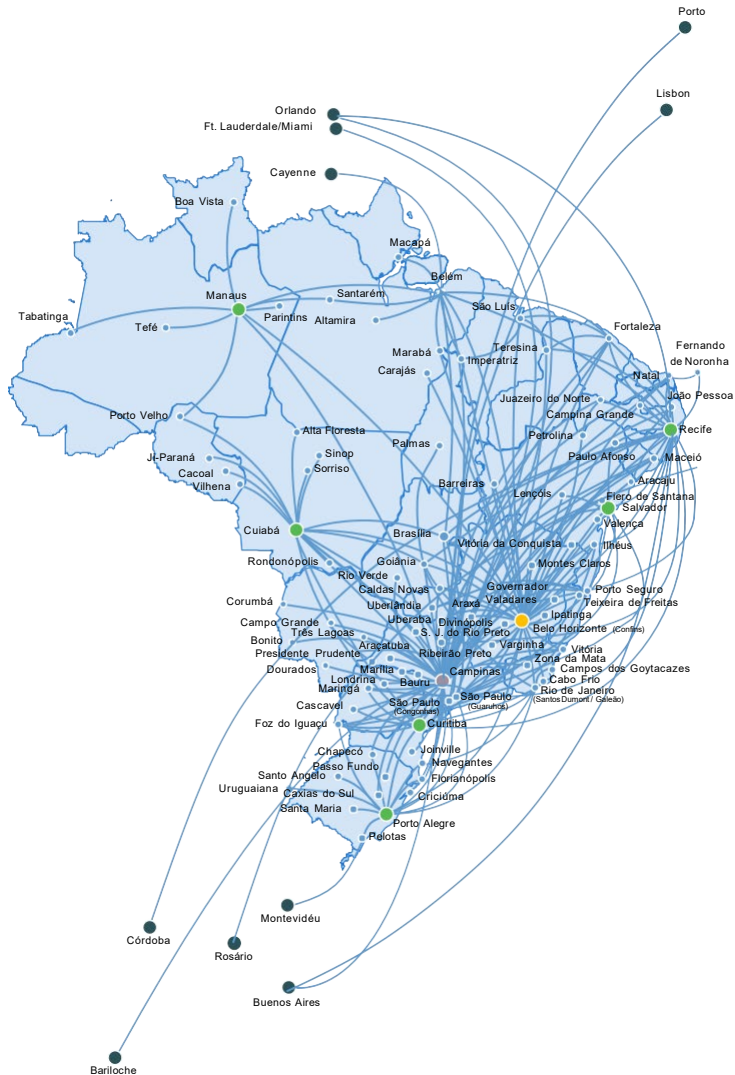 Porto
Lisbon
Orlando
Ft. Lauderdale/Miami
Cayenne
Boa Vista
Macapá
Belém
Manaus
Santarém
São Luís
Tabatinga
Tefé
Parintins
Altamira
Fortaleza
Teresina
Fernando
de Noronha
Marabá
Imperatriz
Carajás
Natal
João Pessoa
Juazeiro do Norte
Campina Grande
Porto Velho
Alta Floresta
Recife
Petrolina
Palmas
Sinop
Paulo Afonso
Maceió
Ji-Paraná
Sorriso
Cacoal
Vilhena
Barreiras
Aracaju
Lençóis
Fiero de Santana
Salvador
Valença
Cuiabá
Brasília
Vitória da Conquista
Ilhéus
Rondonópolis
Goiânia
Montes Claros
Rio Verde
Caldas Novas
Governador
Valadares
Porto Seguro
Teixeira de Freitas
Corumbá
Uberlândia
Araxá
Ipatinga
Campo Grande
Uberaba
Divinópolis
Belo Horizonte (Confins)
Três Lagoas
S. J. do Rio Preto
Bonito
Araçatuba
Varginha
Vitória
Presidente Prudente
Ribeirão Preto
Zona da Mata
Dourados
Marília
Campinas
Campos dos Goytacazes
Londrina
Bauru
Cabo Frio
Maringá
São Paulo
(Congonhas)
São Paulo
(Guaruhos)
Rio de Janeiro
(Santos Dumont / Galeão)
Cascavel
Foz do Iguaçu
Curitiba
Chapecó
Joinville
Passo Fundo
Navegantes
Santo Angelo
Florianópolis
Uruguaiana
Caxias do Sul
Criciúma
Santa Maria
Porto Alegre
Pelotas
Montevidéu
Córdoba
Rosário
Buenos Aires
Bariloche